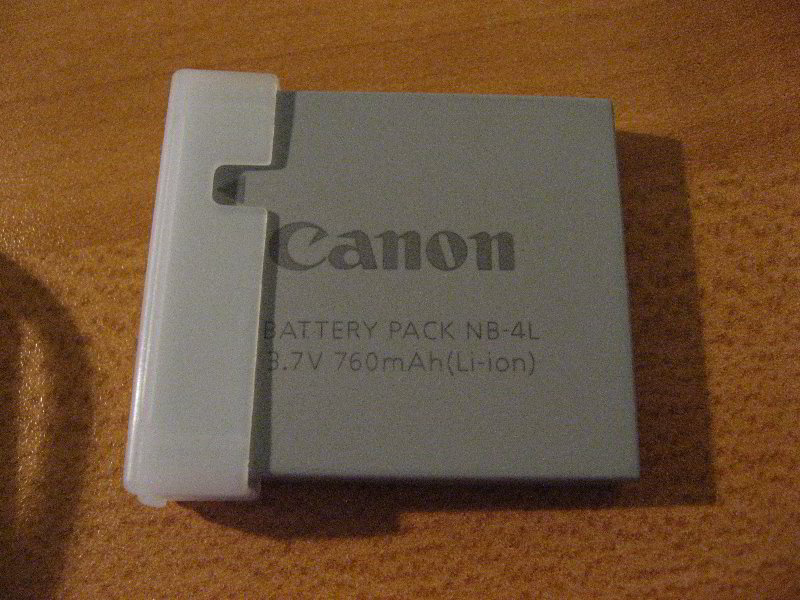 Canon
BATTERY PACK NB-4L
3.7V 760mAh(Li-ion)